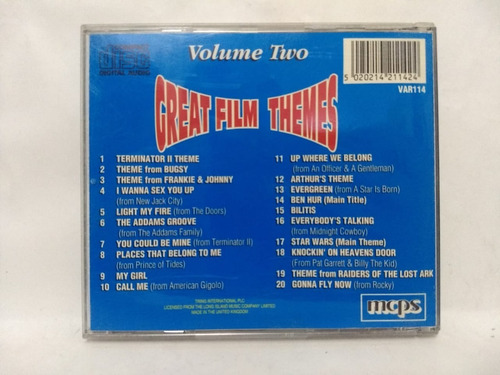 Volume Two
DIGITAL AUDIO
5 020214 211424
VAR114
GREAT FILM THEMES
1 TERMINATOR II THEME
2 THEME from BUGSY
3 THEME from FRANKIE & JOHNNY
4 I WANNA SEX YOU UP
(from New Jack City)
5 LIGHT MY FIRE (from The Doors)
6 THE ADDAMS GROOVE
(from The Addams Family)
7 YOU COULD BE MINE (from Terminator II)
8 PLACES THAT BELONG TO ME
(from Prince of Tides)
9 MY GIRL
10 CALL ME (from American Gigolo)
11 UP WHERE WE BELONG
(from An Officer & A Gentleman)
12 ARTHUR'S THEME
13 EVERGREEN (from A Star Is Born)
14 BEN HUR (Main Title)
15 BILITIS
16 EVERYBODY'S TALKING
(from Midnight Cowboy)
17 STAR WARS (Main Theme)
18 KNOCKIN' ON HEAVENS DOOR
(From Pat Garrett & Billy The Kid)
19 THEME from RAIDERS OF THE LOST ARK
20 GONNA FLY NOW (from Rocky)
TRING INTERNATIONAL PLC
LICENSED FROM THE LONG ISLAND MUSIC COMPANY LIMITED
MADE IN THE UNITED KINGDOM
mcps